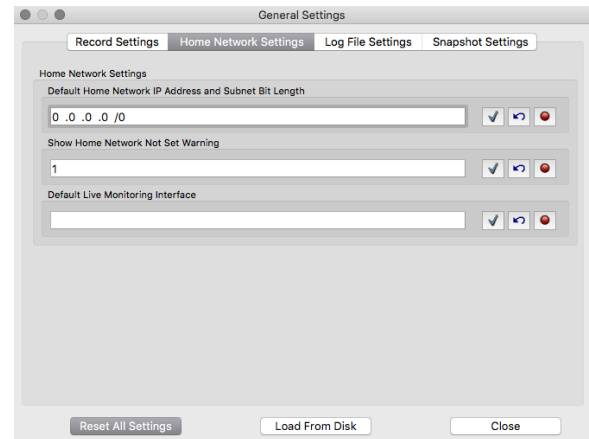 General Settings
Record Settings Home Network Settings Log File Settings Snapshot Settings
Home Network Settings
Default Home Network IP Address and Subnet Bit Length
0 .0 .0 .0 /0
Show Home Network Not Set Warning
1
Default Live Monitoring Interface
Reset All Settings Load From Disk Close